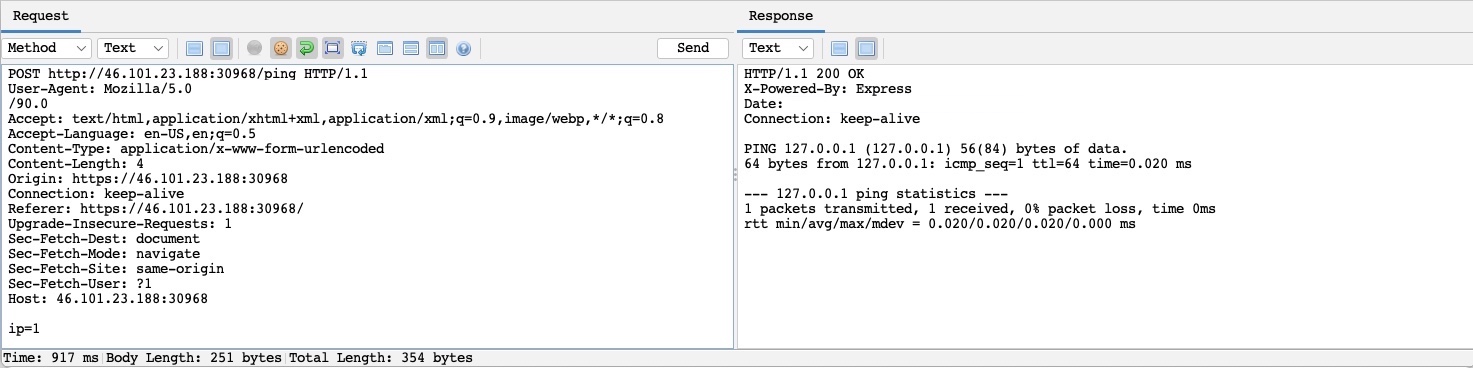 Request
Method Text Send
POST http://46.101.23.188:30968/ping HTTP/1.1
User-Agent: Mozilla/5.0
/90.0
Accept: text/html,application/xhtml+xml,application/xml;q=0.9,image/webp,*/*;q=0.8
Accept-Language: en-US,en;q=0.5
Content-Type: application/x-www-form-urlencoded
Content-Length: 4
Origin: https://46.101.23.188:30968
Connection: keep-alive
Referer: https://46.101.23.188:30968/
Upgrade-Insecure-Requests: 1
Sec-Fetch-Dest: document
Sec-Fetch-Mode: navigate
Sec-Fetch-Site: same-origin
Sec-Fetch-User: ?1
Host: 46.101.23.188:30968
ip=1
Response
Text
HTTP/1.1 200 OK
X-Powered-By: Express
Date:
Connection: keep-alive
PING 127.0.0.1 (127.0.0.1) 56(84) bytes of data.
64 bytes from 127.0.0.1: icmp_seq=1 ttl=64 time=0.020 ms
--- 127.0.0.1 ping statistics ---
1 packets transmitted, 1 received, 0% packet loss, time 0ms
rtt min/avg/max/mdev = 0.020/0.020/0.020/0.000 ms
Time: 917 ms Body Length: 251 bytes Total Length: 354 bytes